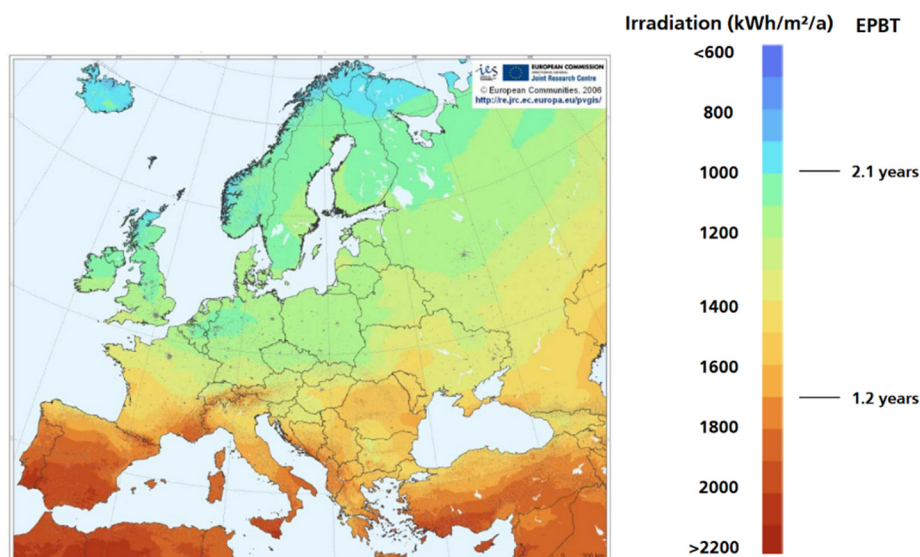 Irradiation (kWh/m²/a) EPBT
<600
800
1000
2.1 years
1200
1400
1600
1.2 years
1800
2000
>2200
ies
EUROPEAN COMMISSION
Joint Research Centre
© European Communities, 2006
http://re.jrc.ec.europa.eu/pvgis/